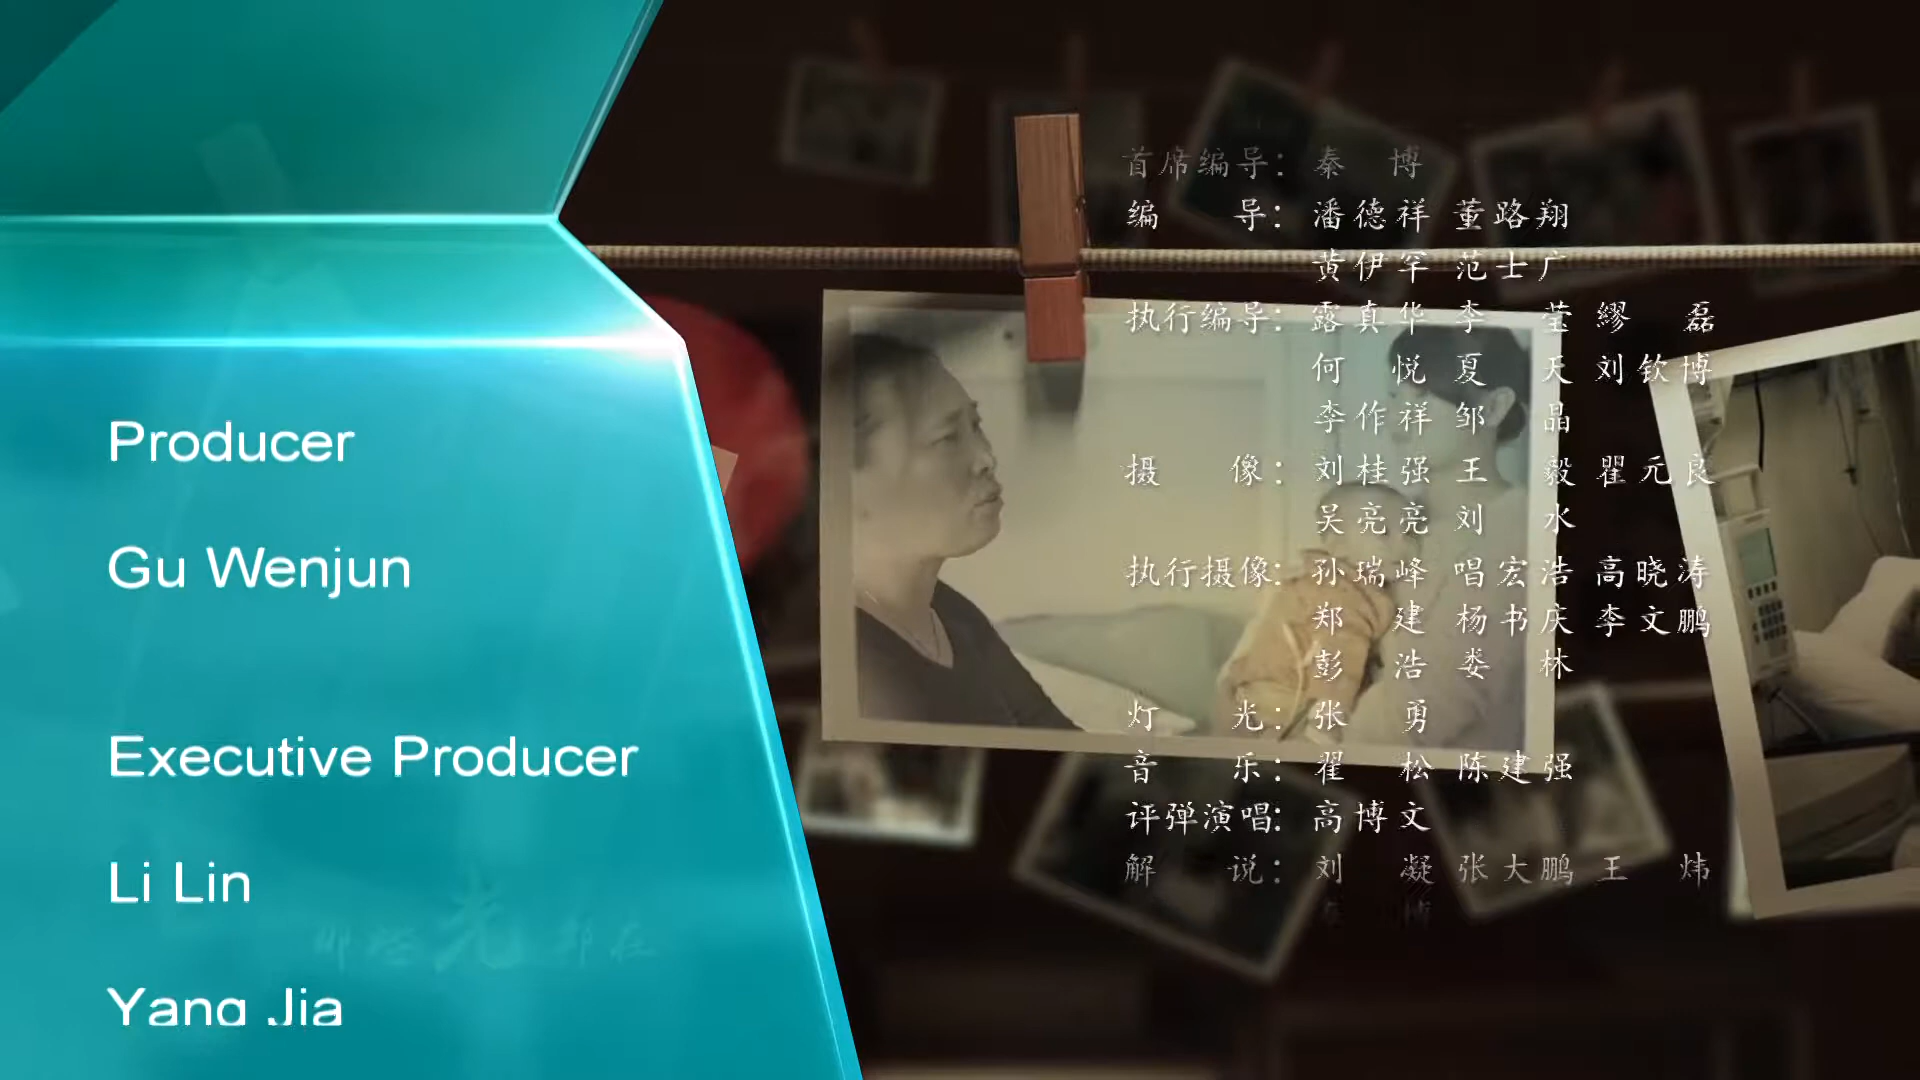 Producer
Gu Wenjun
Executive Producer
Li Lin
Yang Jia
首席编导：秦 博
编 导：潘德祥 董路翔
黄伊罕 范士广
执行编导：露真华 李 莹 繆 磊
何 悦 夏 天 刘钦博
李作祥 邹 晶
摄 像：刘桂强 王 毅 瞿元良
吴亮亮 刘 水
执行摄像：孙瑞峰 唱宏浩 高晓涛
郑 建 杨书庆 李文鹏
彭 浩 娄 林
灯 光：张 勇
音 乐：翟 松 陈建强
评弹演唱：高博文
解 说：刘 凝 张大鹏 王 炜